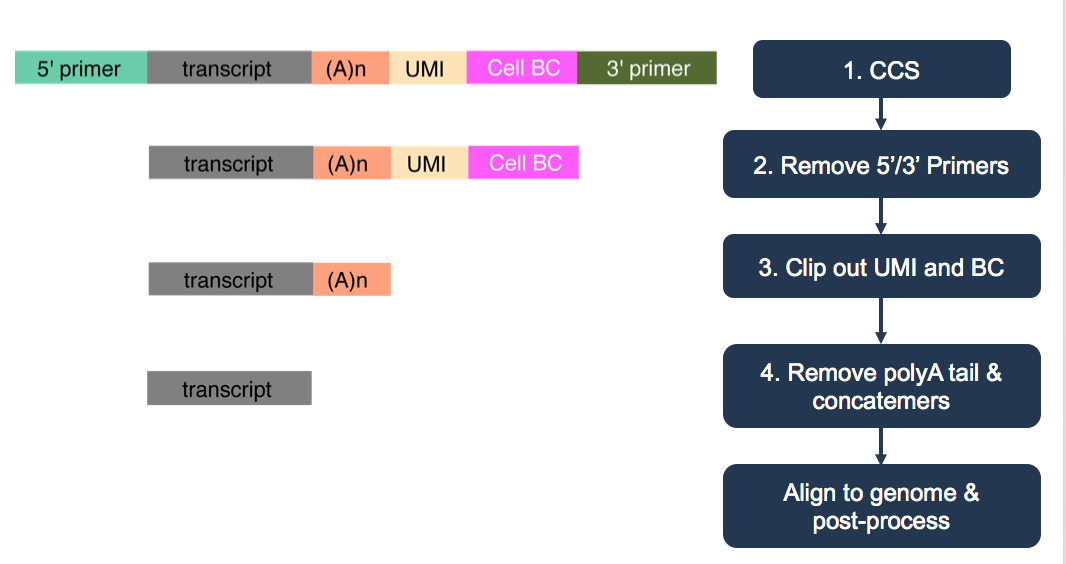 5' primer transcript (A)n UMI Cell BC 3' primer
1. CCS
transcript (A)n UMI Cell BC
2. Remove 5’/3’ Primers
transcript (A)n
3. Clip out UMI and BC
transcript
4. Remove polyA tail &
concatemers
Align to genome &
post-process